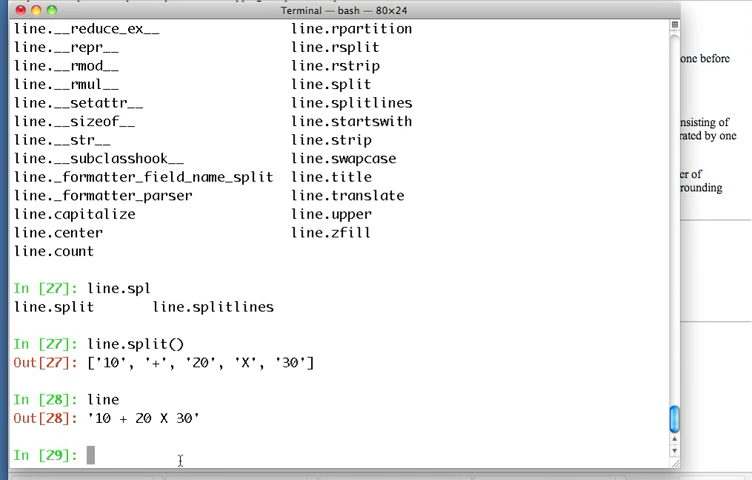 Terminal — bash — 80×24
line.__reduce_ex__ line.rpartition
line.__repr__ line.rsplit
line.__rmod__ line.rstrip
line.__rmul__ line.split
line.__setattr__ line.splitlines
line.__sizeof__ line.startswith
line.__str__ line.strip
line.__subclasshook__ line.swapcase
line._formatter_field_name_split line.title
line._formatter_parser line.translate
line.capitalize line.upper
line.center line.zfill
line.count
In [27]: line.spl
line.split line.splitlines
In [27]: line.split()
Out[27]: ['10', '+', '20', 'X', '30']
In [28]: line
Out[28]: '10 + 20 X 30'
In [29]:
one before
nsisting of
rated by one
er of
rounding